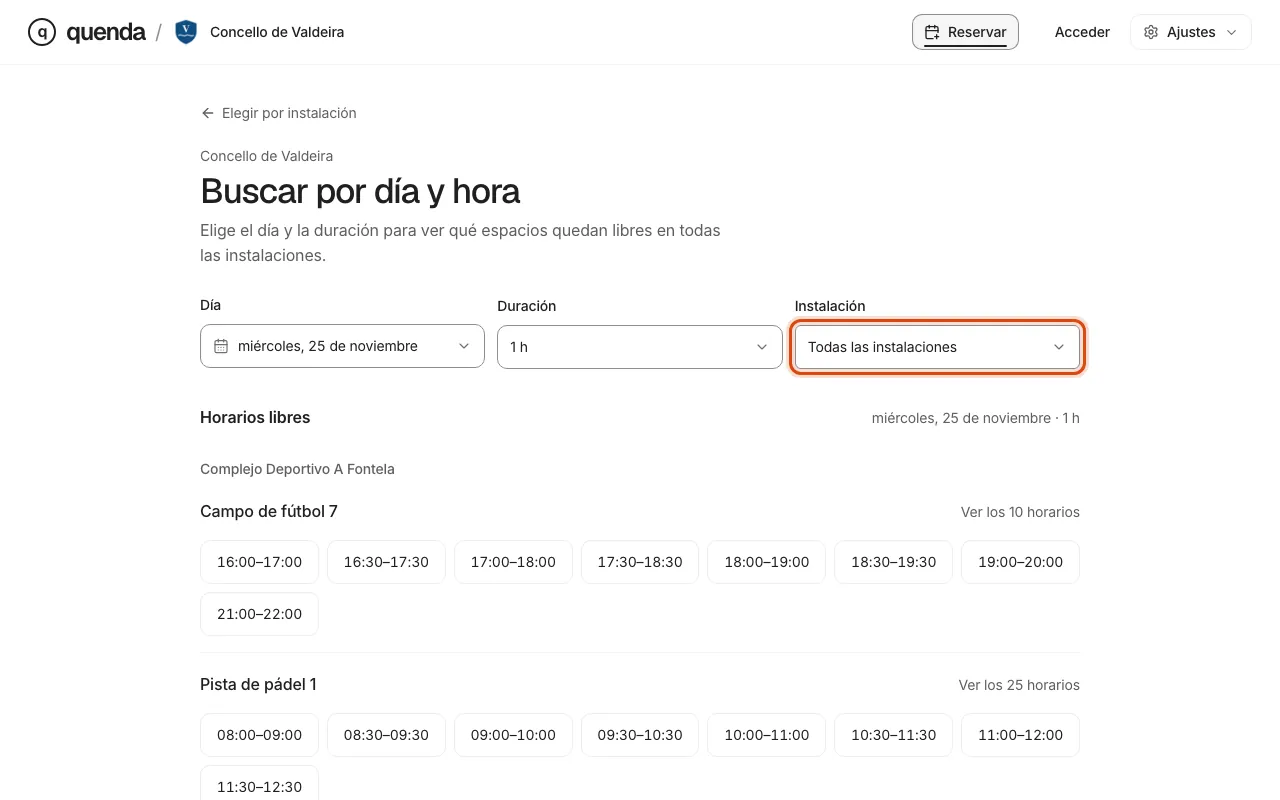 q quenda / V Concello de Valdeira Reservar Acceder Ajustes
Elegir por instalación
Concello de Valdeira
Buscar por día y hora
Elige el día y la duración para ver qué espacios quedan libres en todas
las instalaciones.
Día Duración Instalación
miércoles, 25 de noviembre 1 h Todas las instalaciones
Horarios libres miércoles, 25 de noviembre · 1 h
Complejo Deportivo A Fontela
Campo de fútbol 7 Ver los 10 horarios
16:00–17:00 16:30–17:30 17:00–18:00 17:30–18:30 18:00–19:00 18:30–19:30 19:00–20:00
21:00–22:00
Pista de pádel 1 Ver los 25 horarios
08:00–09:00 08:30–09:30 09:00–10:00 09:30–10:30 10:00–11:00 10:30–11:30 11:00–12:00
11:30–12:30